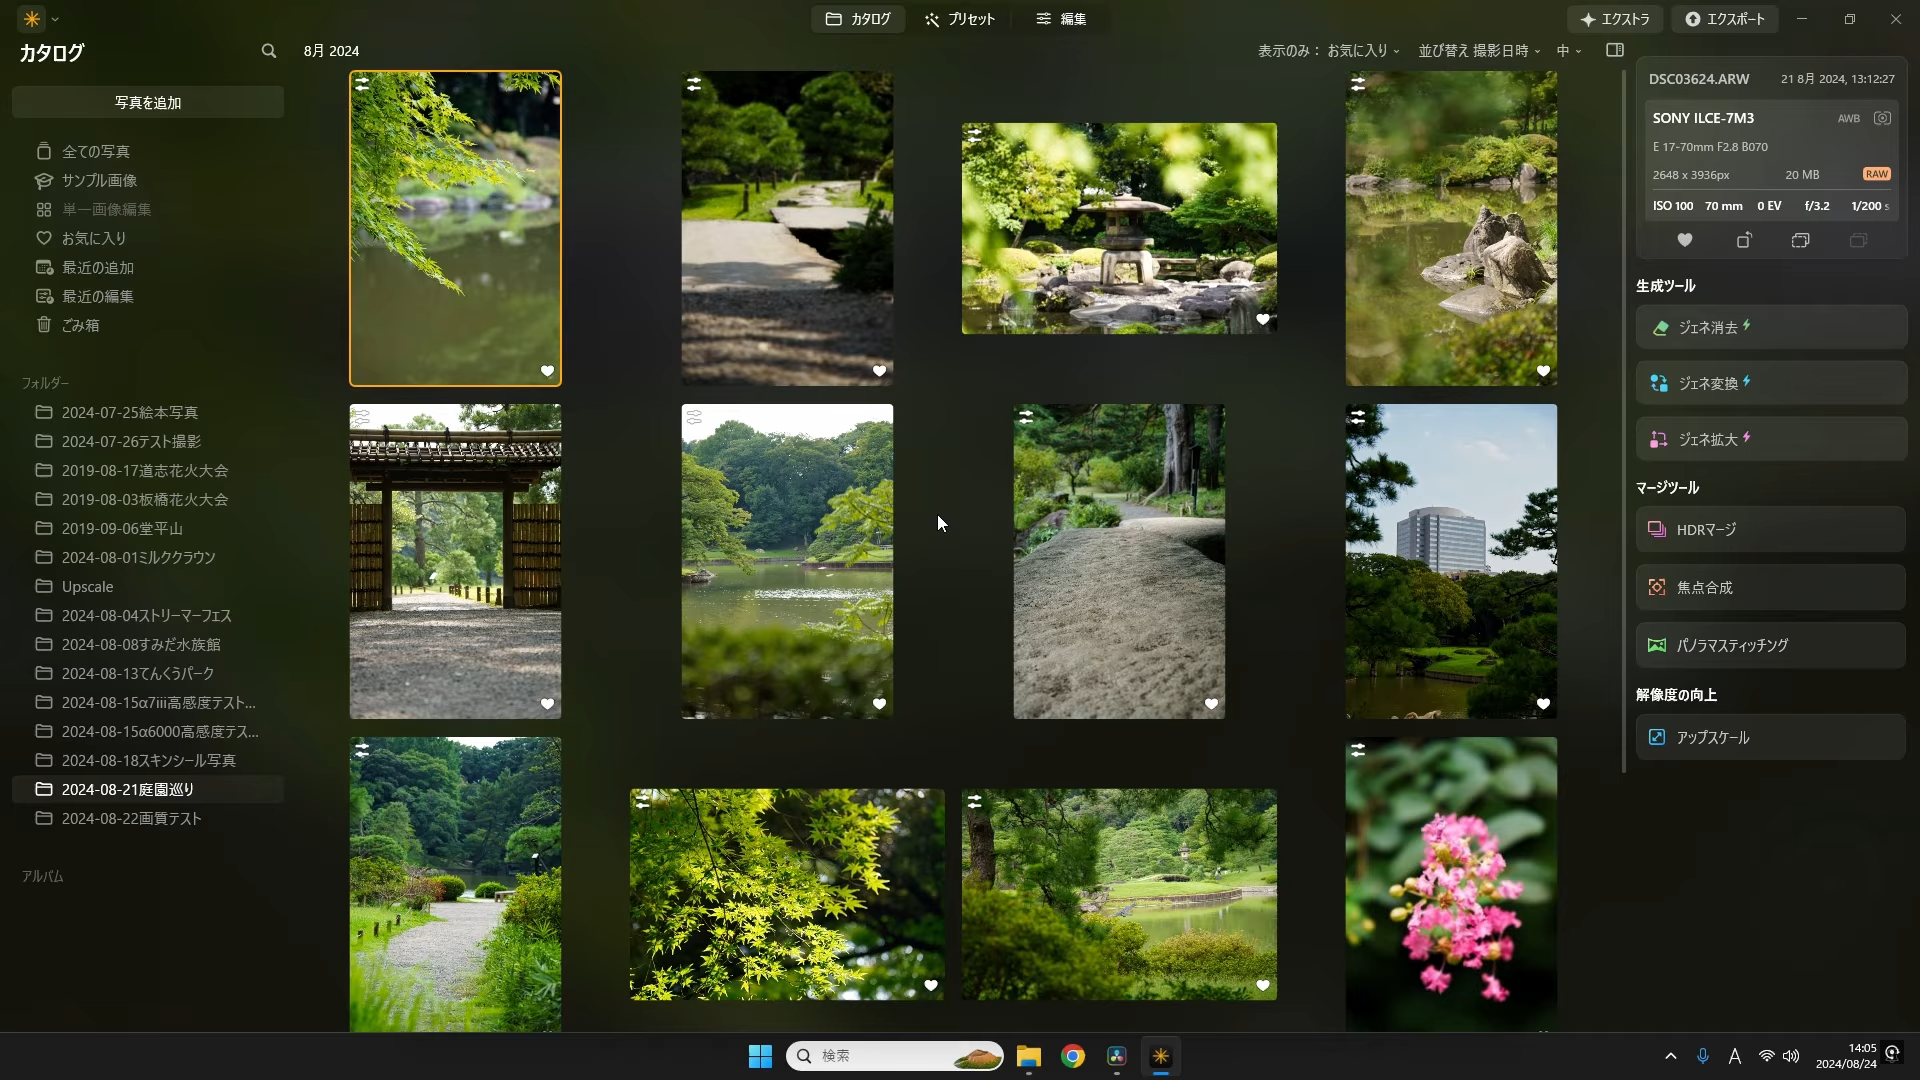 カタログ
プリセット
編集
エクストラ
エクスポート
カタログ
8月 2024
表示のみ： お気に入り
並び替え 撮影日時
中
写真を追加
全ての写真
サンプル画像
単一画像編集
お気に入り
最近の追加
最近の編集
ごみ箱
フォルダー
2024-07-25絵本写真
2024-07-26テスト撮影
2019-08-17道志花火大会
2019-08-03板橋花火大会
2019-09-06堂平山
2024-08-01ミルククラウン
Upscale
2024-08-04ストリーマーフェス
2024-08-08すみだ水族館
2024-08-13てんくうパーク
2024-08-15α7iii高感度テスト...
2024-08-15α6000高感度テス...
2024-08-18スキンシール写真
2024-08-21庭園巡り
2024-08-22画質テスト
アルバム
DSC03624.ARW
21 8月 2024, 13:12:27
SONY ILCE-7M3
AWB
E 17-70mm F2.8 B070
2648 x 3936px
20 MB
RAW
ISO 100
70 mm
0 EV
f/3.2
1/200 s
生成ツール
ジェネ消去
ジェネ変換
ジェネ拡大
マージツール
HDRマージ
焦点合成
パノラマスティッチング
解像度の向上
アップスケール
検索
A
14:05
2024/08/24